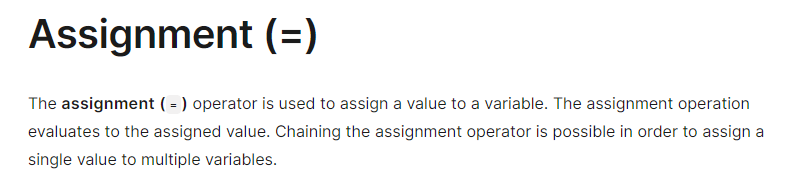 Assignment (=)
The assignment ( = ) operator is used to assign a value to a variable. The assignment operation
evaluates to the assigned value. Chaining the assignment operator is possible in order to assign a
single value to multiple variables.